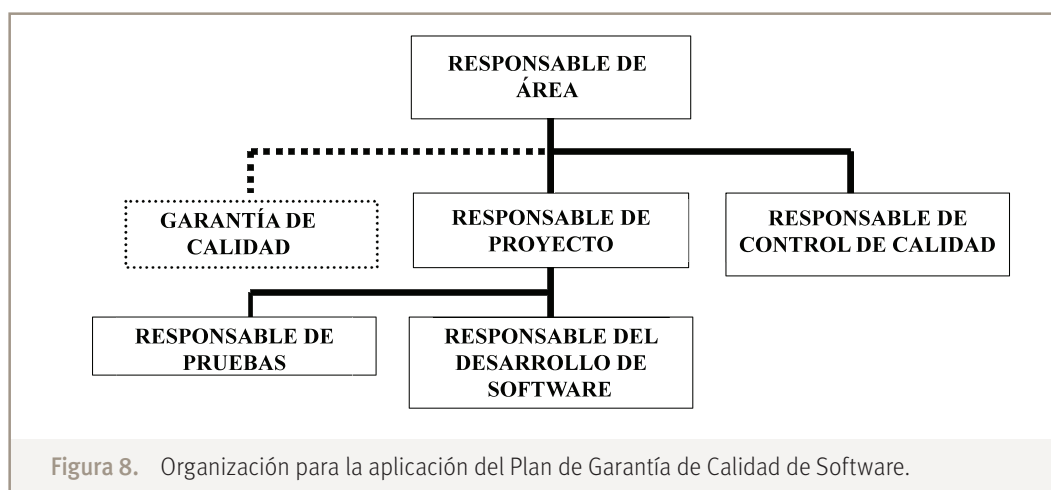 RESPONSABLE DE
ÁREA
GARANTÍA DE
CALIDAD
RESPONSABLE DE
PROYECTO
RESPONSABLE DE
CONTROL DE CALIDAD
RESPONSABLE DE
PRUEBAS
RESPONSABLE DEL
DESARROLLO DE
SOFTWARE
Figura 8. Organización para la aplicación del Plan de Garantía de Calidad de Software.